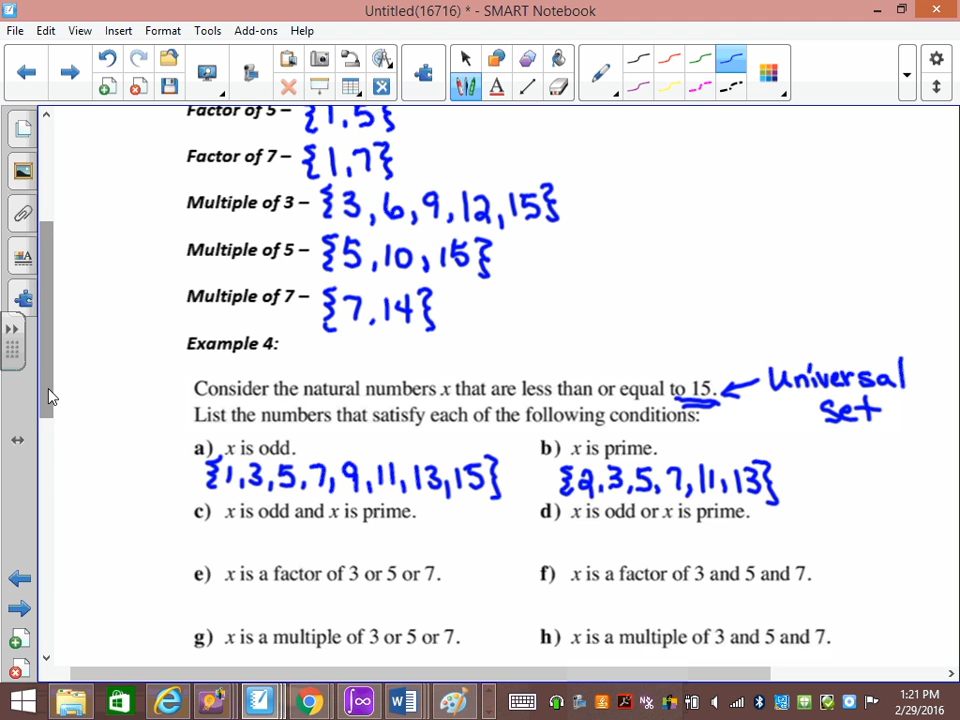 Untitled(16716) * - SMART Notebook
File Edit View Insert Format Tools Add-ons Help
Factor of 5 – {1,5}
Factor of 7 – {1,7}
Multiple of 3 – {3, 6, 9, 12, 15}
Multiple of 5 – {5, 10, 15}
Multiple of 7 – {7, 14}
Example 4:
Consider the natural numbers x that are less than or equal to 15. ← Universal
List the numbers that satisfy each of the following conditions: set
a) x is odd. b) x is prime.
{1,3,5,7,9,11,13,15} {2,3,5,7,11,13}
c) x is odd and x is prime. d) x is odd or x is prime.
e) x is a factor of 3 or 5 or 7. f) x is a factor of 3 and 5 and 7.
g) x is a multiple of 3 or 5 or 7. h) x is a multiple of 3 and 5 and 7.
1:21 PM
2/29/2016